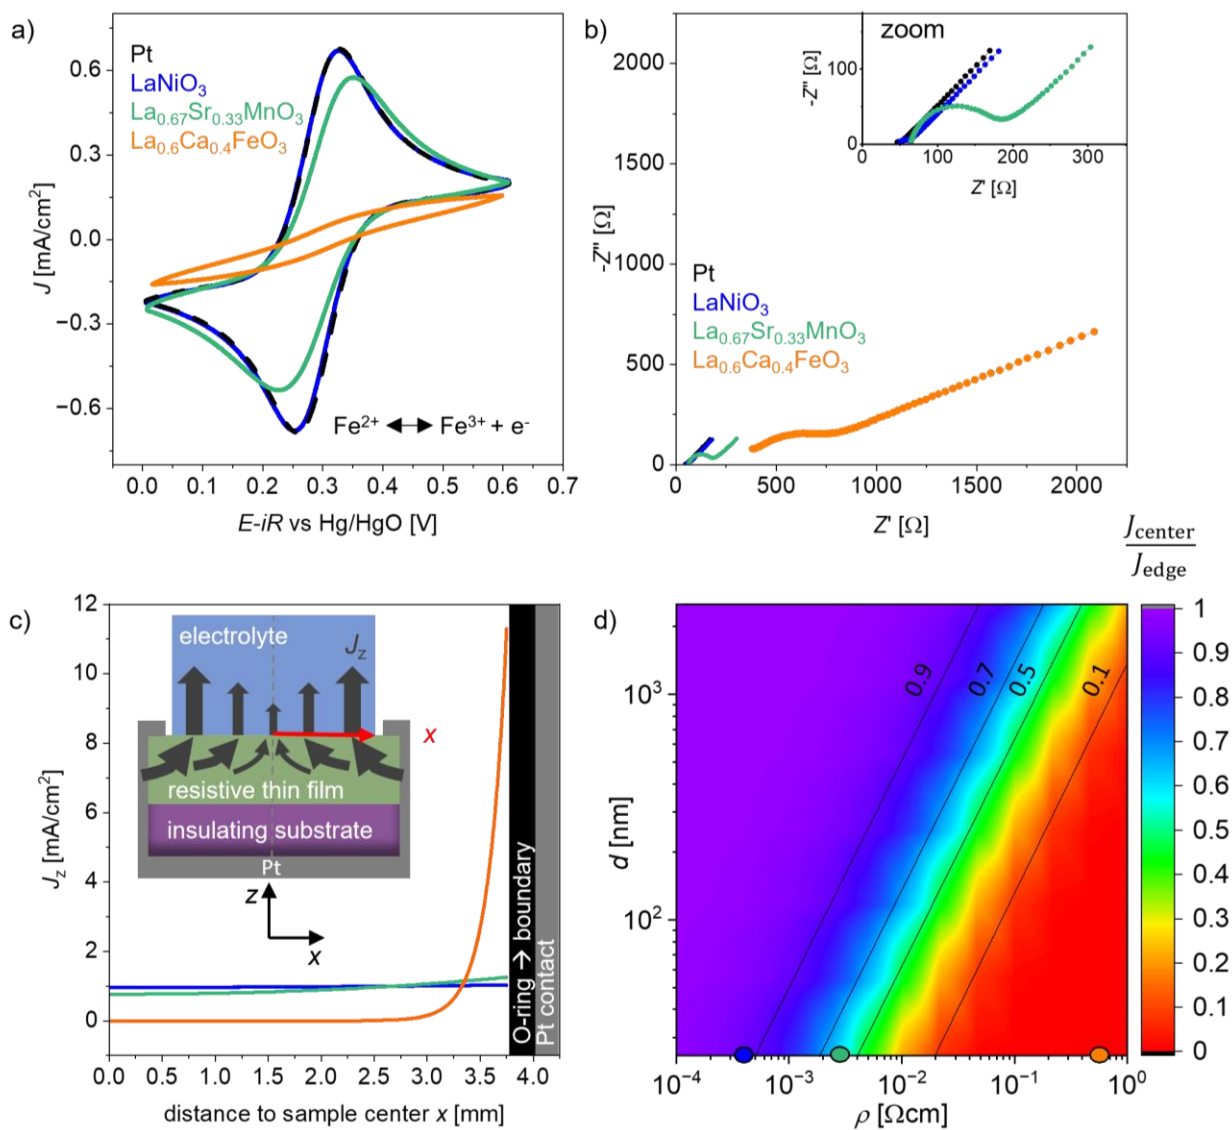 a)
Pt
LaNiO₃
La₀.₆₇Sr₀.₃₃MnO₃
La₀.₆Ca₀.₄FeO₃
0.6
0.3
0.0
−0.3
−0.6
J [mA/cm²]
Fe²⁺ ↔ Fe³⁺ + e⁻
0.0 0.1 0.2 0.3 0.4 0.5 0.6 0.7
E-iR vs Hg/HgO [V]
b)
zoom
100
0
-Z'' [Ω]
0 100 200 300
Z' [Ω]
2000
1500
1000
500
0
-Z'' [Ω]
Pt
LaNiO₃
La₀.₆₇Sr₀.₃₃MnO₃
La₀.₆Ca₀.₄FeO₃
0 500 1000 1500 2000
Z' [Ω]
c)
12
10
8
6
4
2
0
J_z [mA/cm²]
electrolyte
J_z
x
resistive thin film
insulating substrate
Pt
z
x
O-ring → boundary
Pt contact
0.0 0.5 1.0 1.5 2.0 2.5 3.0 3.5 4.0
distance to sample center x [mm]
d)
J_center
J_edge
0.9
0.7
0.5
0.1
10³
10²
d [nm]
10⁻⁴ 10⁻³ 10⁻² 10⁻¹ 10⁰
ρ [Ωcm]
1
0.9
0.8
0.7
0.6
0.5
0.4
0.3
0.2
0.1
0